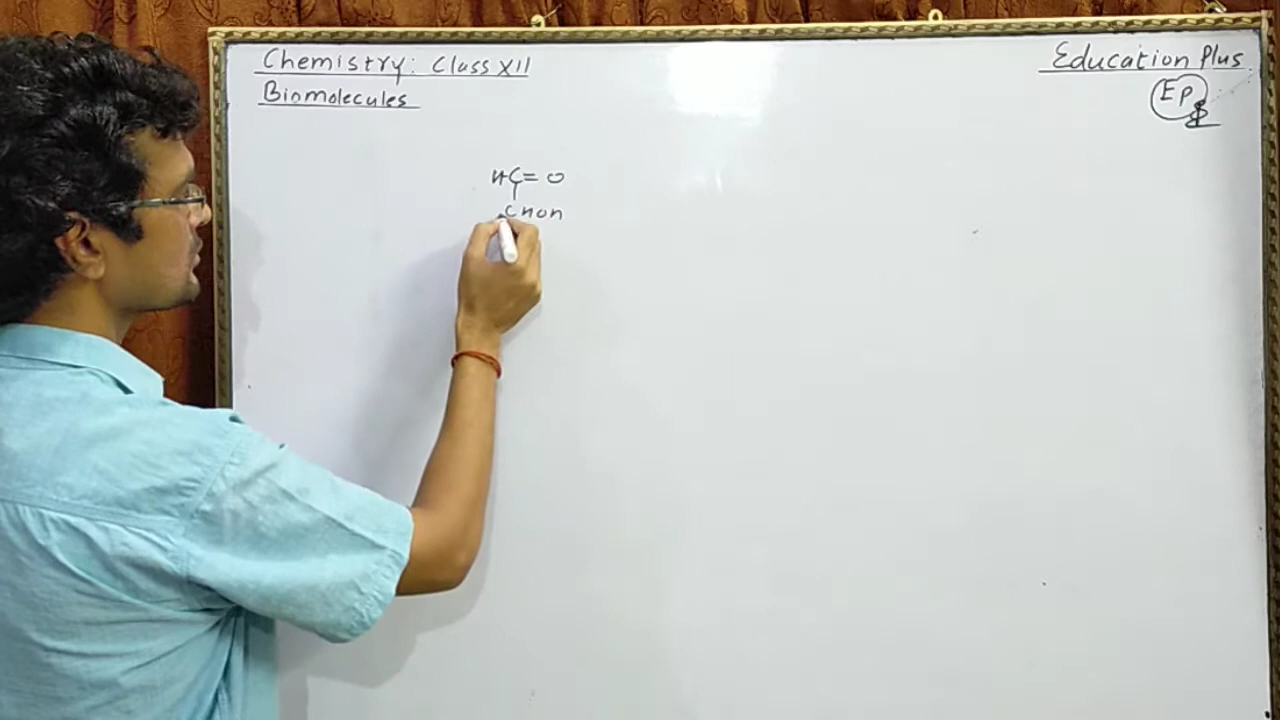 Chemistry: Class XII
Education Plus
Biomolecules
EP
HC=O
CHOH